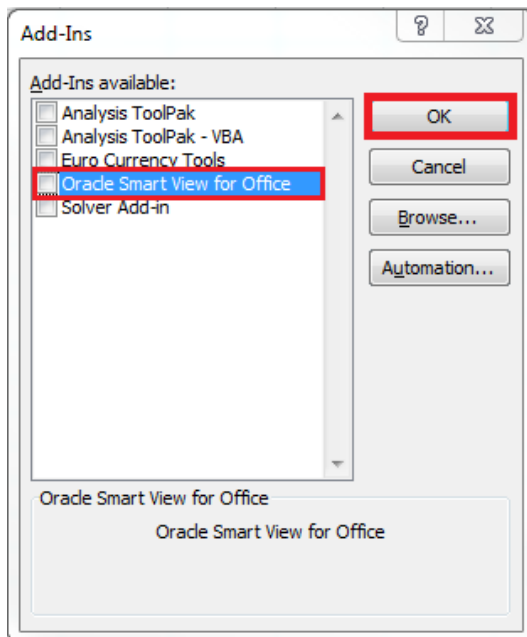 Add-Ins
Add-Ins available:
Analysis ToolPak
Analysis ToolPak - VBA
Euro Currency Tools
Oracle Smart View for Office
Solver Add-in
OK
Cancel
Browse...
Automation...
Oracle Smart View for Office
Oracle Smart View for Office